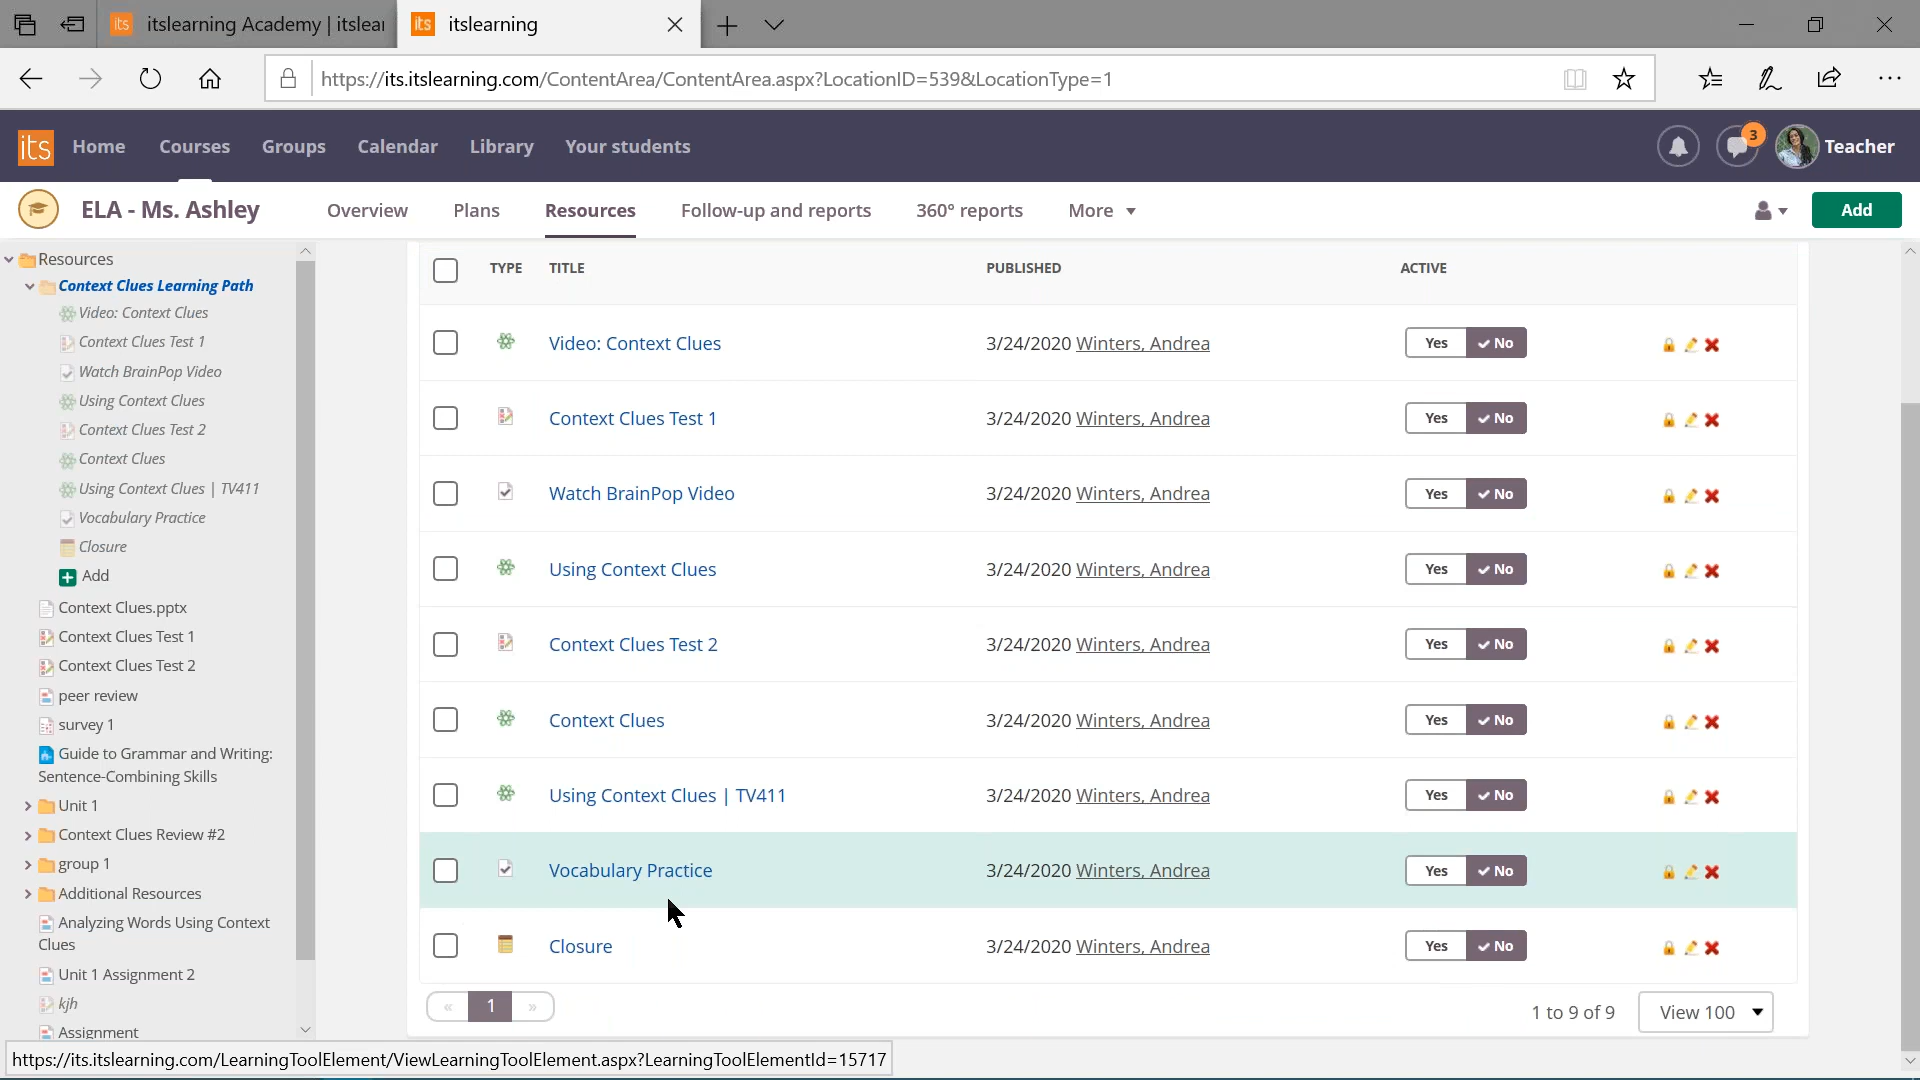 itslearning Academy | itslear
itslearning
https://its.itslearning.com/ContentArea/ContentArea.aspx?LocationID=539&LocationType=1
its Home Courses Groups Calendar Library Your students 3 Teacher
ELA - Ms. Ashley Overview Plans Resources Follow-up and reports 360° reports More Add
Resources
Context Clues Learning Path
Video: Context Clues
Context Clues Test 1
Watch BrainPop Video
Using Context Clues
Context Clues Test 2
Context Clues
Using Context Clues | TV411
Vocabulary Practice
Closure
Add
Context Clues.pptx
Context Clues Test 1
Context Clues Test 2
peer review
survey 1
Guide to Grammar and Writing:
Sentence-Combining Skills
Unit 1
Context Clues Review #2
group 1
Additional Resources
Analyzing Words Using Context
Clues
Unit 1 Assignment 2
kjh
Assignment
TYPE TITLE PUBLISHED ACTIVE
Video: Context Clues 3/24/2020 Winters, Andrea Yes No
Context Clues Test 1 3/24/2020 Winters, Andrea Yes No
Watch BrainPop Video 3/24/2020 Winters, Andrea Yes No
Using Context Clues 3/24/2020 Winters, Andrea Yes No
Context Clues Test 2 3/24/2020 Winters, Andrea Yes No
Context Clues 3/24/2020 Winters, Andrea Yes No
Using Context Clues | TV411 3/24/2020 Winters, Andrea Yes No
Vocabulary Practice 3/24/2020 Winters, Andrea Yes No
Closure 3/24/2020 Winters, Andrea Yes No
« 1 » 1 to 9 of 9 View 100
https://its.itslearning.com/LearningToolElement/ViewLearningToolElement.aspx?LearningToolElementId=15717